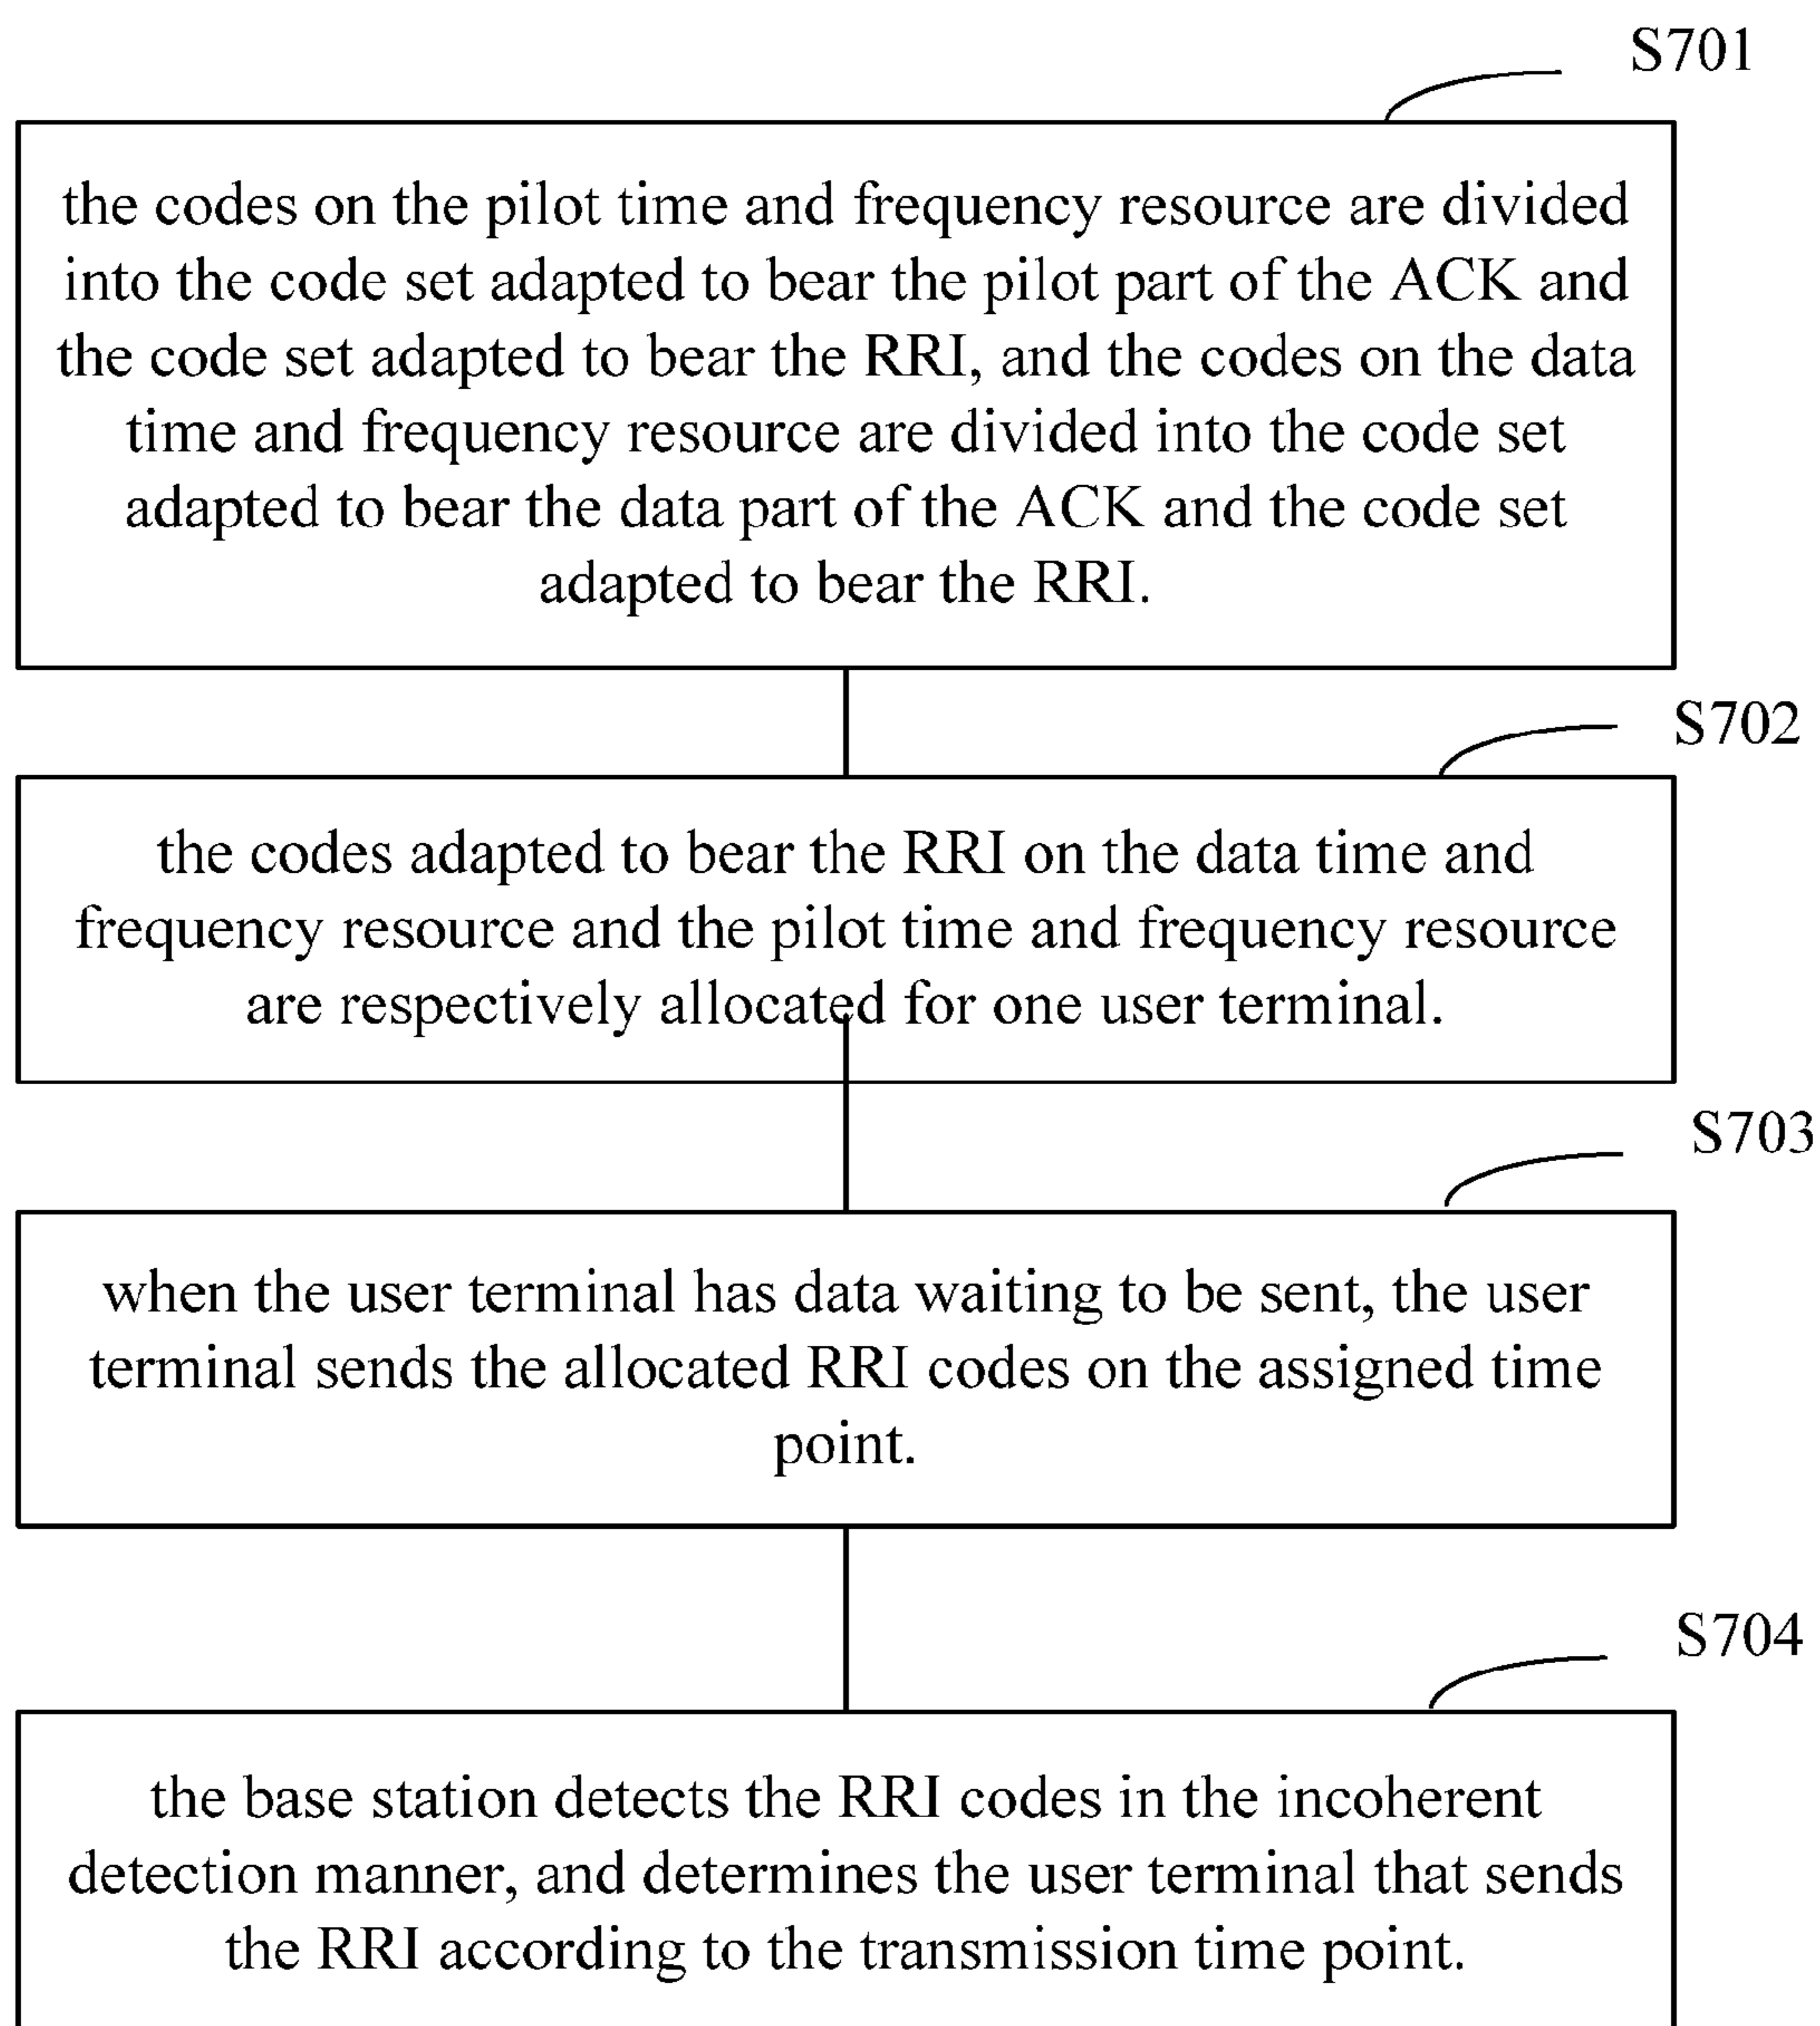 S701
the codes on the pilot time and frequency resource are divided
into the code set adapted to bear the pilot part of the ACK and
the code set adapted to bear the RRI, and the codes on the data
time and frequency resource are divided into the code set
adapted to bear the data part of the ACK and the code set
adapted to bear the RRI.
S702
the codes adapted to bear the RRI on the data time and
frequency resource and the pilot time and frequency resource
are respectively allocated for one user terminal.
S703
when the user terminal has data waiting to be sent, the user
terminal sends the allocated RRI codes on the assigned time
point.
S704
the base station detects the RRI codes in the incoherent
detection manner, and determines the user terminal that sends
the RRI according to the transmission time point.